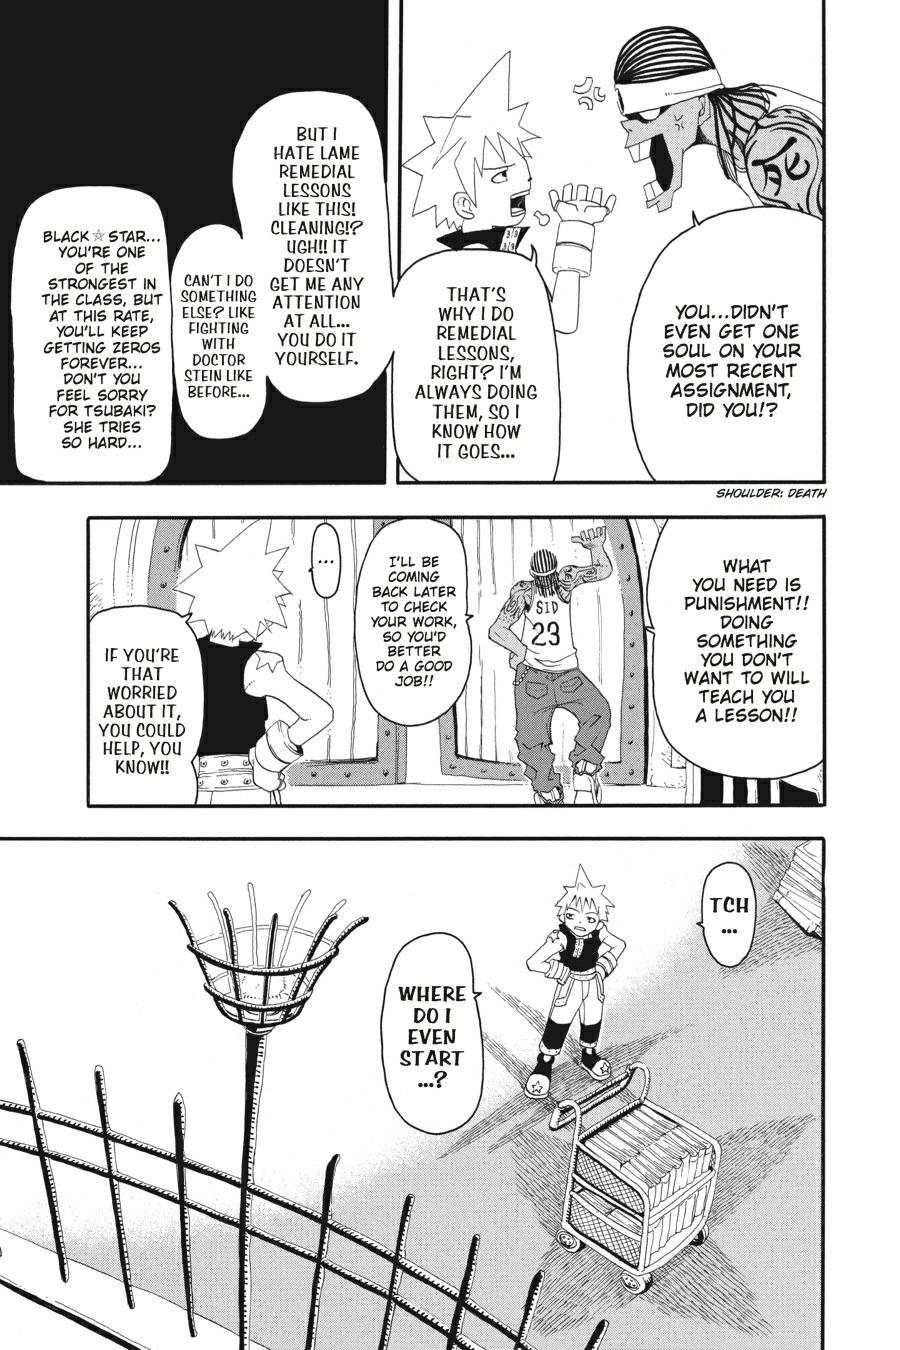 YOU...DIDN'T
EVEN GET ONE
SOUL ON YOUR
MOST RECENT
ASSIGNMENT,
DID YOU!?
THAT'S
WHY I DO
REMEDIAL
LESSONS,
RIGHT? I'M
ALWAYS DOING
THEM, SO I
KNOW HOW
IT GOES...
BUT I
HATE LAME
REMEDIAL
LESSONS
LIKE THIS!
CLEANING!?
UGH!! IT
DOESN'T
GET ME ANY
ATTENTION
AT ALL...
YOU DO IT
YOURSELF.
CAN'T I DO
SOMETHING
ELSE? LIKE
FIGHTING
WITH
DOCTOR
STEIN LIKE
BEFORE...
BLACK☆STAR...
YOU'RE ONE
OF THE
STRONGEST IN
THE CLASS, BUT
AT THIS RATE,
YOU'LL KEEP
GETTING ZEROS
FOREVER...
DON'T YOU
FEEL SORRY
FOR TSUBAKI?
SHE TRIES
SO HARD...
命
SHOULDER: DEATH
WHAT
YOU NEED IS
PUNISHMENT!!
DOING
SOMETHING
YOU DON'T
WANT TO WILL
TEACH YOU
A LESSON!!
SID
23
I'LL BE
COMING
BACK LATER
TO CHECK
YOUR WORK,
SO YOU'D
BETTER
DO A GOOD
JOB!!
...
IF YOU'RE
THAT
WORRIED
ABOUT IT,
YOU COULD
HELP, YOU
KNOW!!
TCH
...
WHERE
DO I
EVEN
START
...?